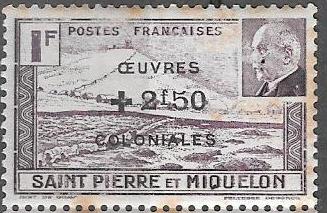 POSTES FRANÇAISES
1F
ŒUVRES
+ 2f50
COLONIALES
SAINT PIERRE ET MIQUELON